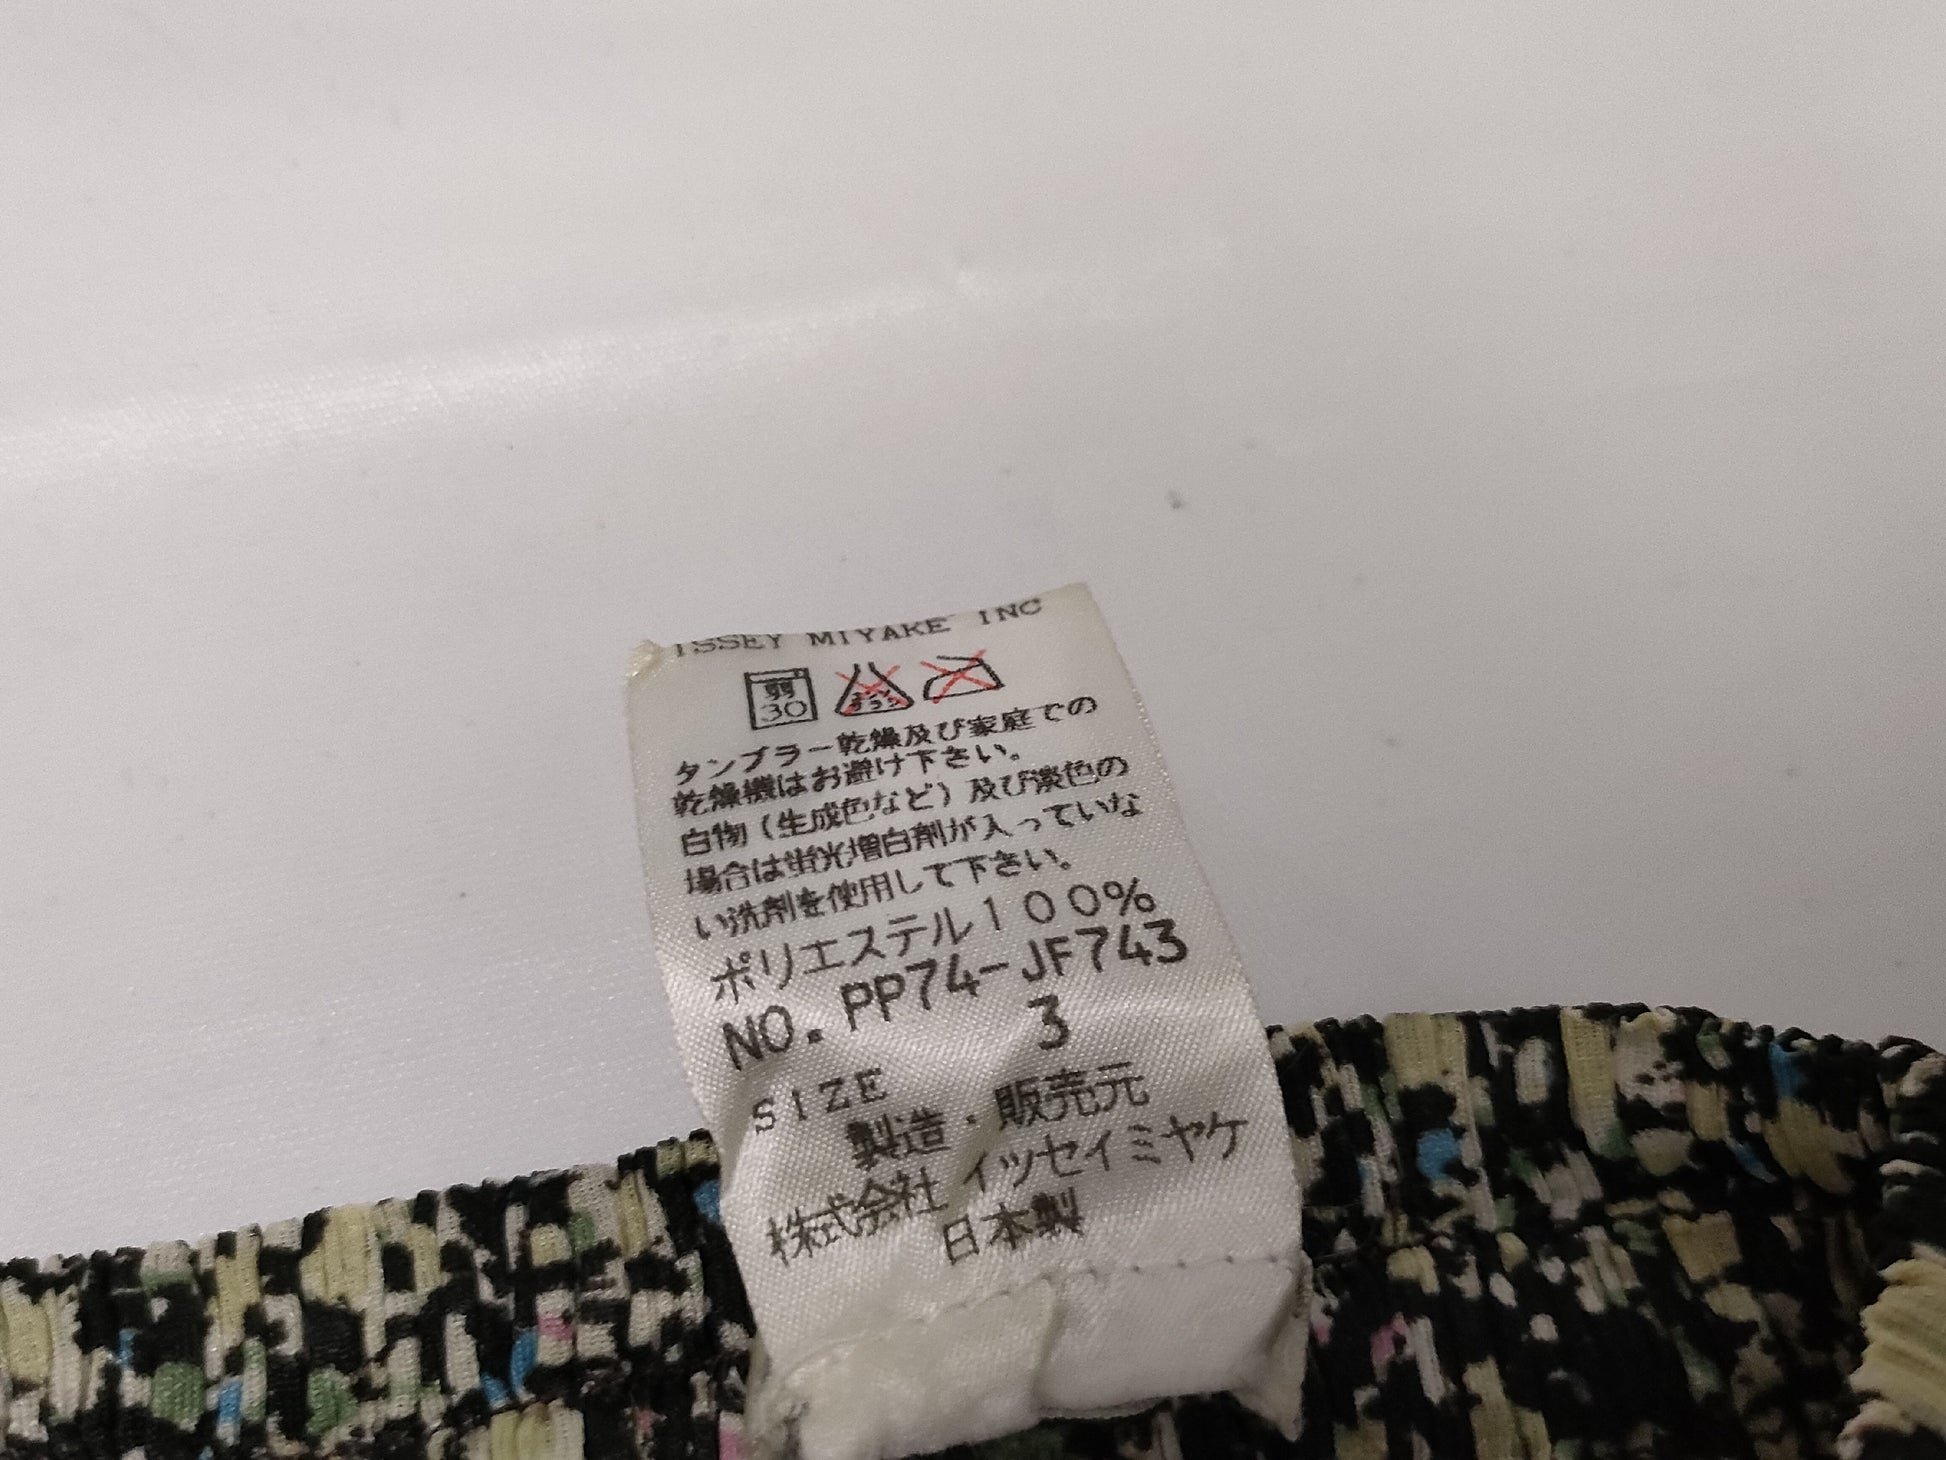 ISSEY MIYAKE INC
弱
30
エンソ
タンブラー乾燥及び家庭での
乾燥機はお避け下さい。
白物（生成色など）及び淡色の
場合は蛍光増白剤が入っていな
い洗剤を使用して下さい。
ポリエステル100%
NO. PP74-JF743
SIZE 3
製造・販売元
株式会社 イッセイミヤケ
日本製